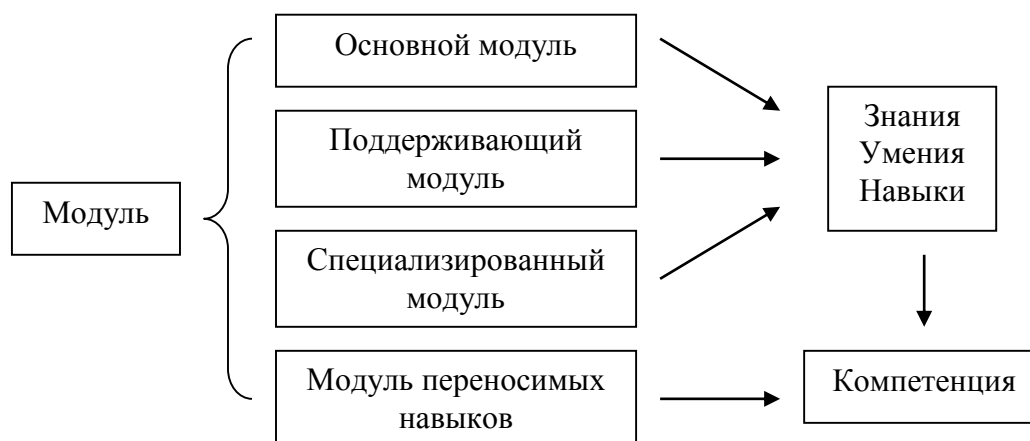 Модуль
Основной модуль
Поддерживающий
модуль
Специализированный
модуль
Модуль переносимых
навыков
Знания
Умения
Навыки
Компетенция